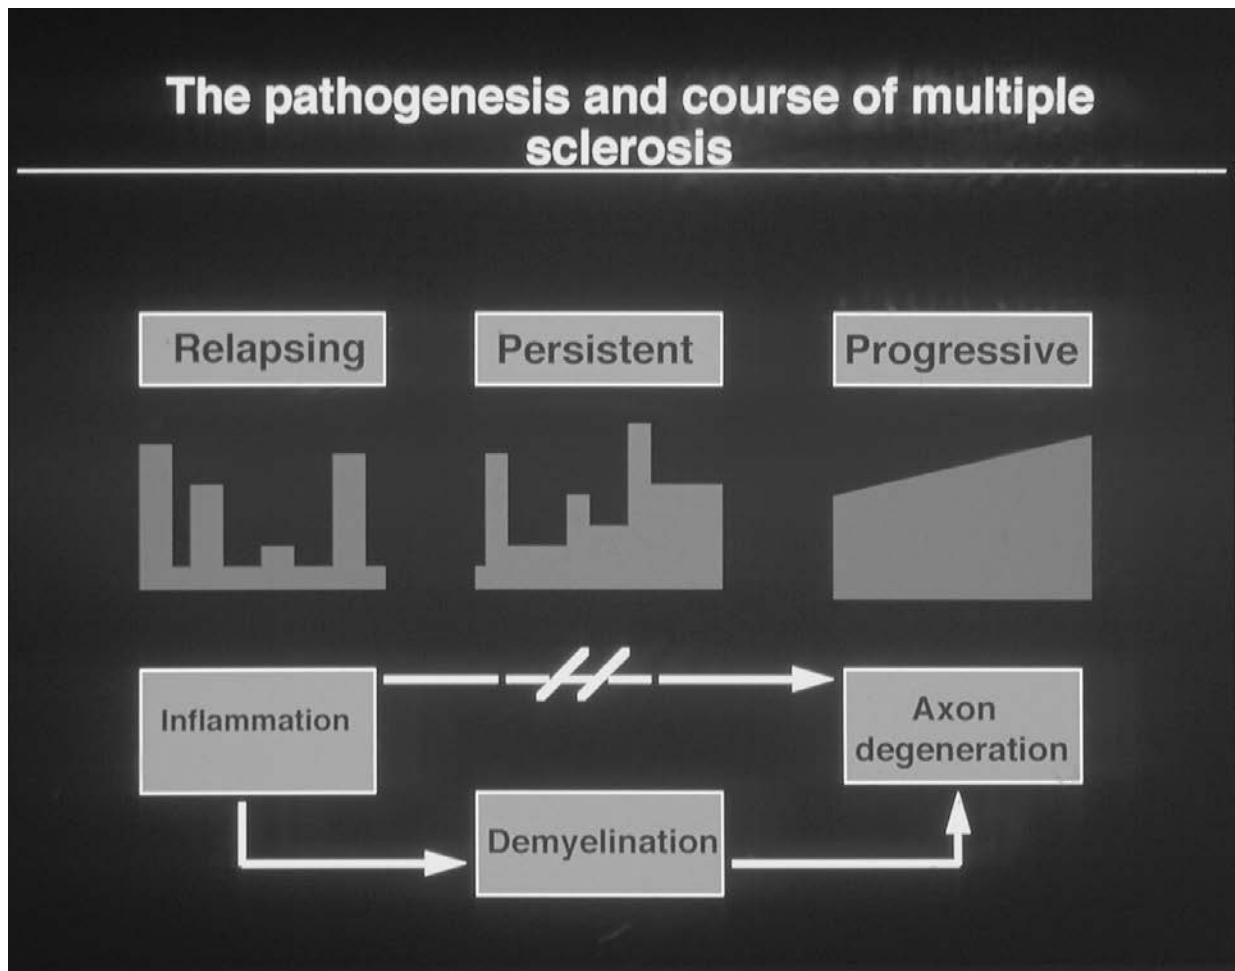 The pathogenesis and course of multiple
sclerosis
Relapsing
Persistent
Progressive
Inflammation
Axon
degeneration
Demyelination